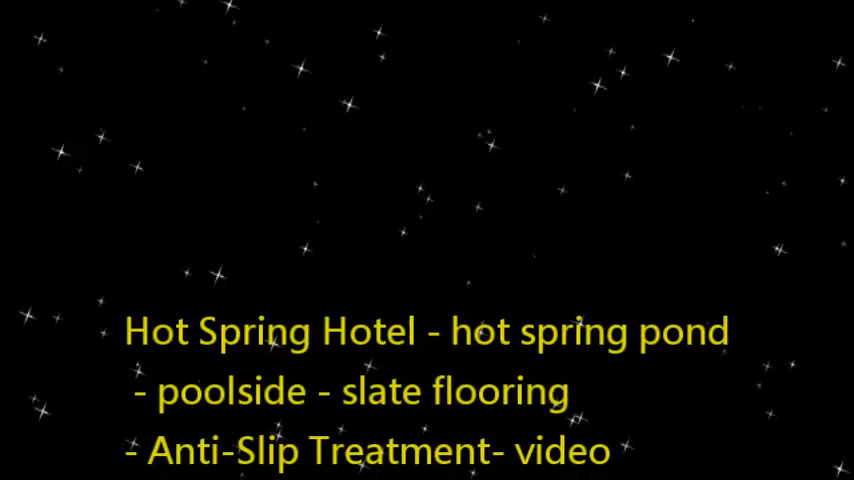 Hot Spring Hotel - hot spring pond
- poolside - slate flooring
- Anti-Slip Treatment- video